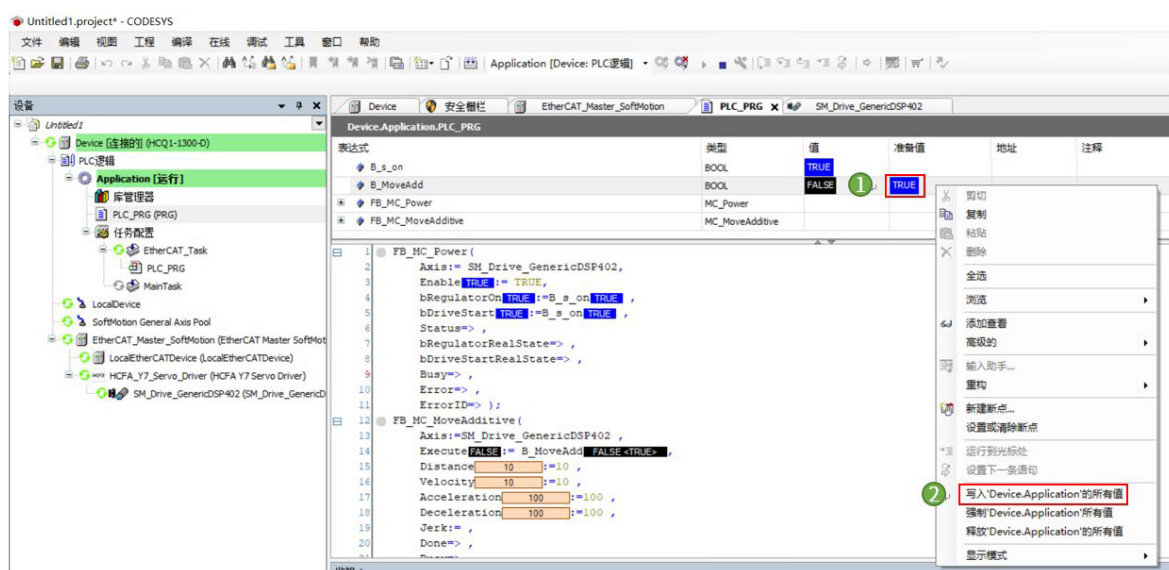 Untitled1.project* - CODESYS
文件 编辑 视图 工程 编译 在线 调试 工具 窗口 帮助
Application [Device: PLC逻辑]
设备
Untitled1
Device [连接的] (HCQ1-1300-D)
PLC逻辑
Application [运行]
库管理器
PLC_PRG (PRG)
任务配置
EtherCAT_Task
PLC_PRG
MainTask
LocalDevice
SoftMotion General Axis Pool
EtherCAT_Master_SoftMotion (EtherCAT Master SoftMot
LocalEtherCATDevice (LocalEtherCATDevice)
HCFA_Y7_Servo_Driver (HCFA Y7 Servo Driver)
SM_Drive_GenericDSP402 (SM_Drive_GenericD
Device 安全栅栏 EtherCAT_Master_SoftMotion PLC_PRG SM_Drive_GenericDSP402
Device.Application.PLC_PRG
表达式 类型 值 准备值 地址 注释
B_s_on BOOL TRUE
B_MoveAdd BOOL FALSE 1 TRUE
FB_MC_Power MC_Power
FB_MC_MoveAdditive MC_MoveAdditive
1 FB_MC_Power(
2 Axis:= SM_Drive_GenericDSP402,
3 Enable TRUE := TRUE,
4 bRegulatorOn TRUE :=B_s_on TRUE ,
5 bDriveStart TRUE :=B_s_on TRUE ,
6 Status=> ,
7 bRegulatorRealState=> ,
8 bDriveStartRealState=> ,
9 Busy=> ,
10 Error=> ,
11 ErrorID=> );
12 FB_MC_MoveAdditive(
13 Axis:=SM_Drive_GenericDSP402 ,
14 Execute FALSE := B_MoveAdd FALSE <TRUE> ,
15 Distance 10 :=10 ,
16 Velocity 10 :=10 ,
17 Acceleration 100 :=100 ,
18 Deceleration 100 :=100 ,
19 Jerk:= ,
20 Done=> ,
剪切
复制
粘贴
删除
全选
浏览
添加查看
高级的
输入助手...
重构
新建断点...
设置或清除断点
运行到光标处
设置下一条语句
2 写入'Device.Application'的所有值
强制'Device.Application'所有值
释放'Device.Application'的所有值
显示模式